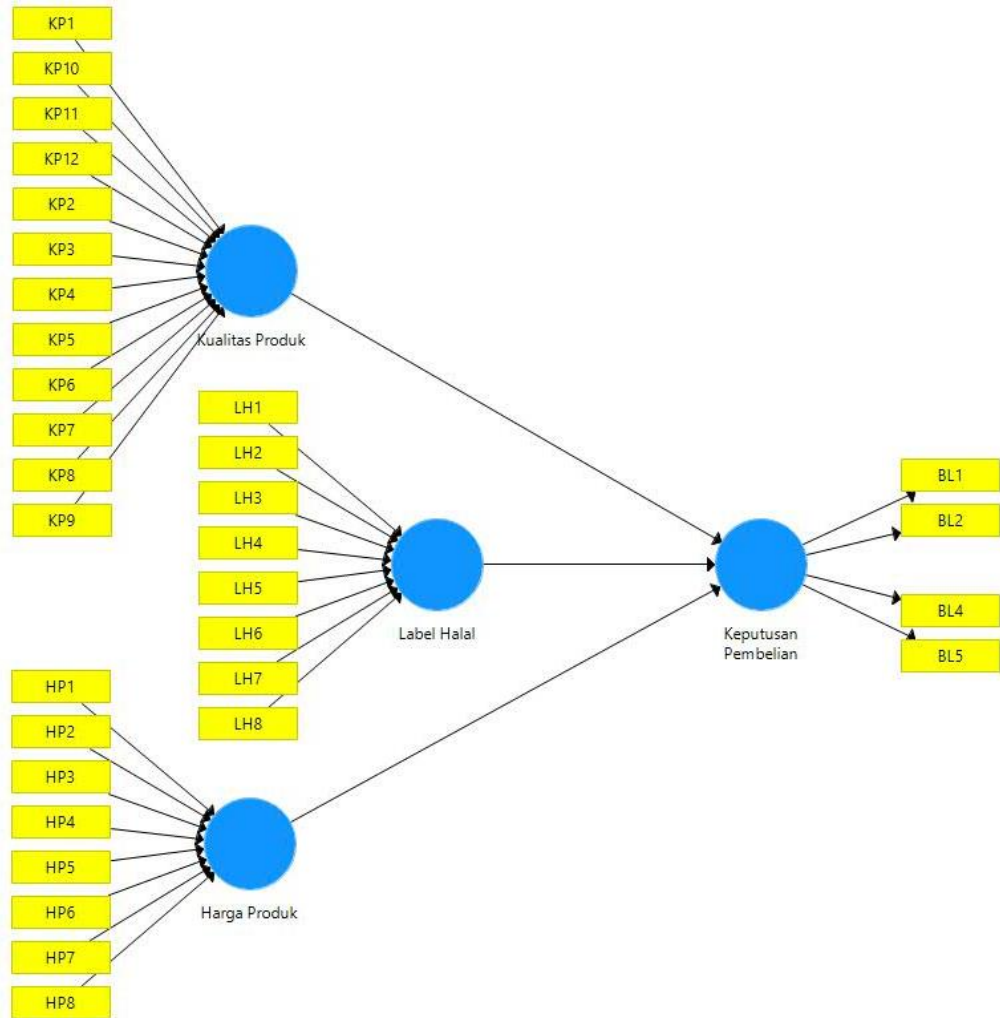 KP1
KP10
KP11
KP12
KP2
KP3
KP4
KP5
KP6
KP7
KP8
KP9
Kualitas Produk
LH1
LH2
LH3
LH4
LH5
LH6
LH7
LH8
Label Halal
HP1
HP2
HP3
HP4
HP5
HP6
HP7
HP8
Harga Produk
Keputusan
Pembelian
BL1
BL2
BL4
BL5